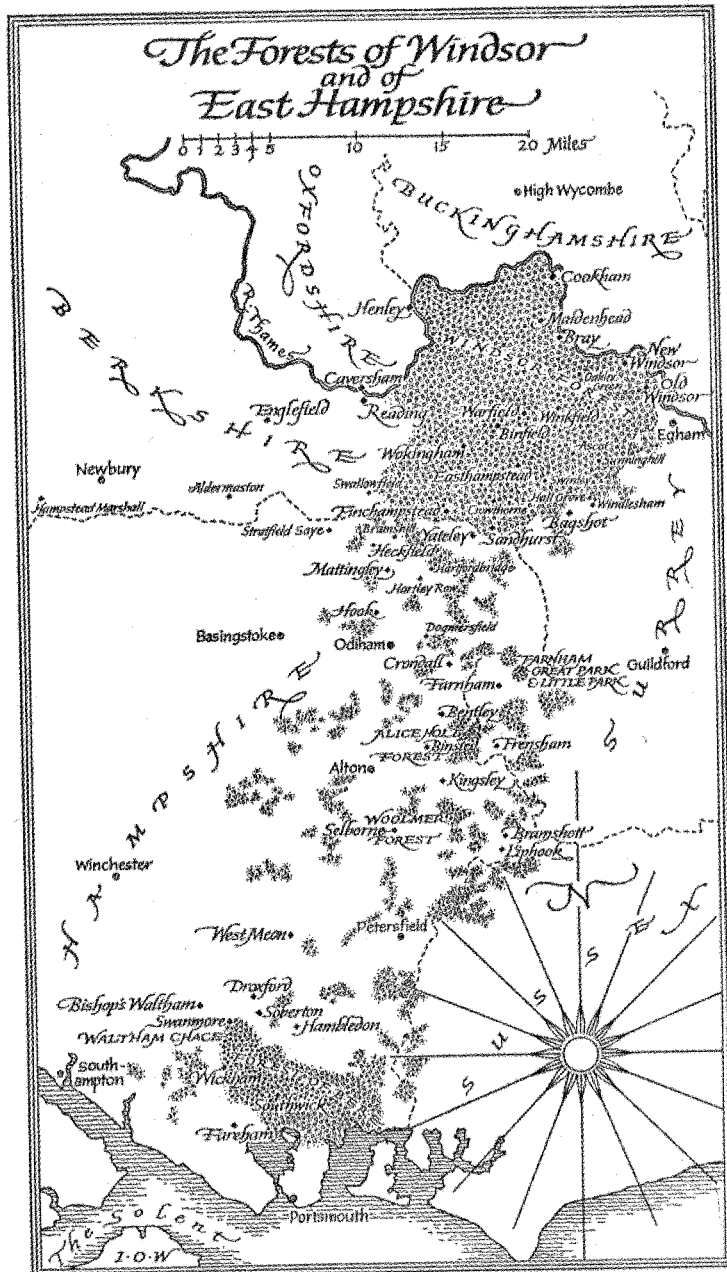 The Forests of Windsor
and of
East Hampshire
0 1 2 3 4 5 10 15 20 Miles
OXFORDSHIRE
BUCKINGHAMSHIRE
High Wycombe
Cookham
BERKSHIRE
R. Thames
Henley
Maidenhead
Bray
WINDSOR FOREST
New
Windsor
Old
Windsor
Caversham
Englefield
Reading
Warfield
Winkfield
Binfield
Egham
Wokingham
Sunninghill
Newbury
Easthampstead
Aldermaston
Swallowfield
Hall Grove
Hampstead Marshall
Finchampstead
Crowthorne
Windlesham
Bagshot
Stratfield Saye
Bramshill
Yateley
Sandhurst
Heckfield
SURREY
Mattingley
Hartfordbridge
Hartley Row
Hook
Dogmersfield
Basingstoke
Odiham
Crondall
FARNHAM
GREAT PARK
& LITTLE PARK
Guildford
Farnham
HAMPSHIRE
Bentley
ALICE HOLT
FOREST
Binsted
Frensham
Alton
Kingsley
WOOLMER
FOREST
Selborne
Bramshott
Liphook
Winchester
N
SUSSEX
West Meon
Petersfield
Droxford
Bishop's Waltham
Soberton
Swanmore
Hambledon
WALTHAM CHACE
South-
ampton
Wickham
Southwick
Fareham
Portsmouth
The Solent
I·O·W